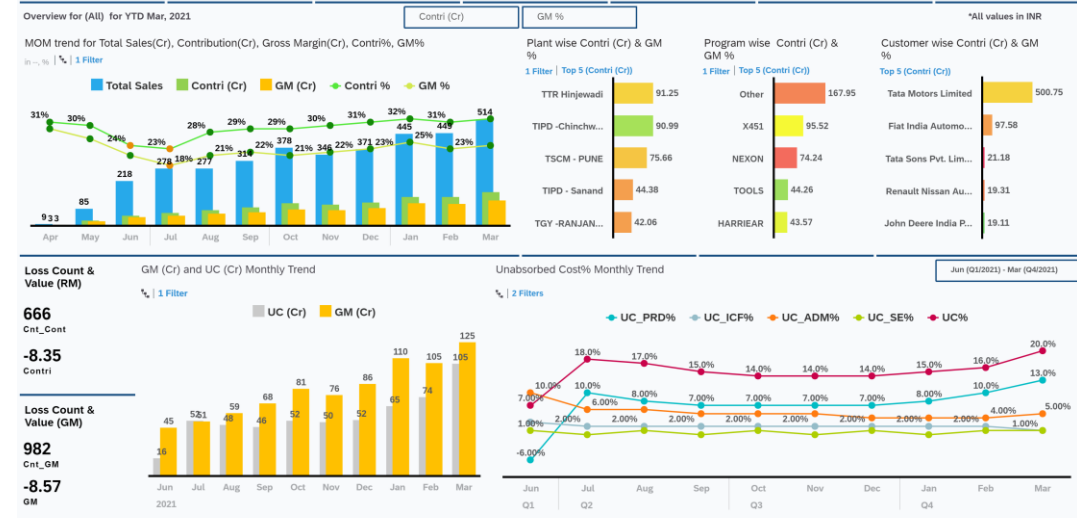 Overview for (All) for YTD Mar, 2021
Contri (Cr)
GM %
*All values in INR
MOM trend for Total Sales(Cr), Contribution(Cr), Gross Margin(Cr), Contri%, GM%
in –, % | 1 Filter
Total Sales Contri (Cr) GM (Cr) Contri % GM %
31% 30% 24% 23% 28% 29% 29% 30% 31% 32% 31% 514
445 449
18% 21% 22% 21% 22% 23% 25% 23%
9 3 3 85 218 278 277 314 378 346 371
Apr May Jun Jul Aug Sep Oct Nov Dec Jan Feb Mar
Plant wise Contri (Cr) & GM
%
1 Filter | Top 5 (Contri (Cr))
TTR Hinjewadi 91.25
TIPD -Chinchw... 90.99
TSCM - PUNE 75.66
TIPD - Sanand 44.38
TGY -RANJAN... 42.06
Program wise Contri (Cr) &
GM %
1 Filter | Top 5 (Contri (Cr))
Other 167.95
X451 95.52
NEXON 74.24
TOOLS 44.26
HARRIEAR 43.57
Customer wise Contri (Cr) & GM
%
Top 5 (Contri (Cr))
Tata Motors Limited 500.75
Fiat India Automo... 97.58
Tata Sons Pvt. Lim... 21.18
Renault Nissan Au... 19.31
John Deere India P... 19.11
Loss Count &
Value (RM)
666
Cnt_Cont
-8.35
Contri
Loss Count &
Value (GM)
982
Cnt_GM
-8.57
GM
GM (Cr) and UC (Cr) Monthly Trend
1 Filter
UC (Cr) GM (Cr)
45 51 59 68 81 76 86 110 105 125
16 52 48 46 52 50 52 65 74 105
Jun Jul Aug Sep Oct Nov Dec Jan Feb Mar
2021
Unabsorbed Cost% Monthly Trend
Jun (Q1/2021) - Mar (Q4/2021)
2 Filters
UC_PRD% UC_ICF% UC_ADM% UC_SE% UC%
18.0% 17.0% 15.0% 14.0% 14.0% 14.0% 15.0% 16.0% 20.0%
10.0% 10.0% 8.00% 7.00% 7.00% 7.00% 7.00% 8.00% 10.0% 13.0%
7.00% 6.00% 4.00% 5.00%
1.00% 2.00% 2.00% 2.00% 2.00% 2.00% 2.00% 2.00% 2.00% 1.00%
-6.00%
Jun Jul Aug Sep Oct Nov Dec Jan Feb Mar
Q1 Q2 Q3 Q4